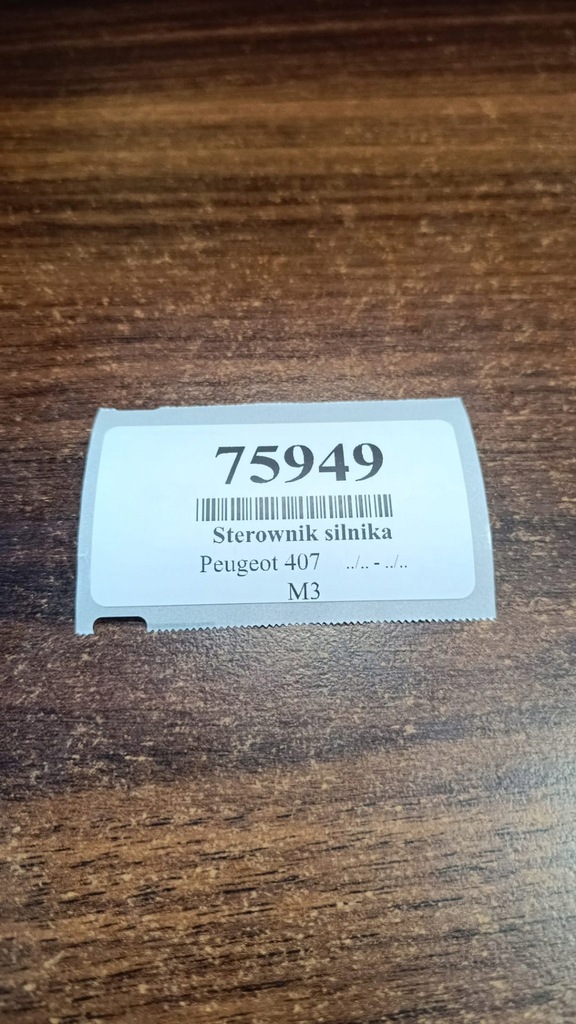 75949
Sterownik silnika
Peugeot 407 ../.. - ../..
M3